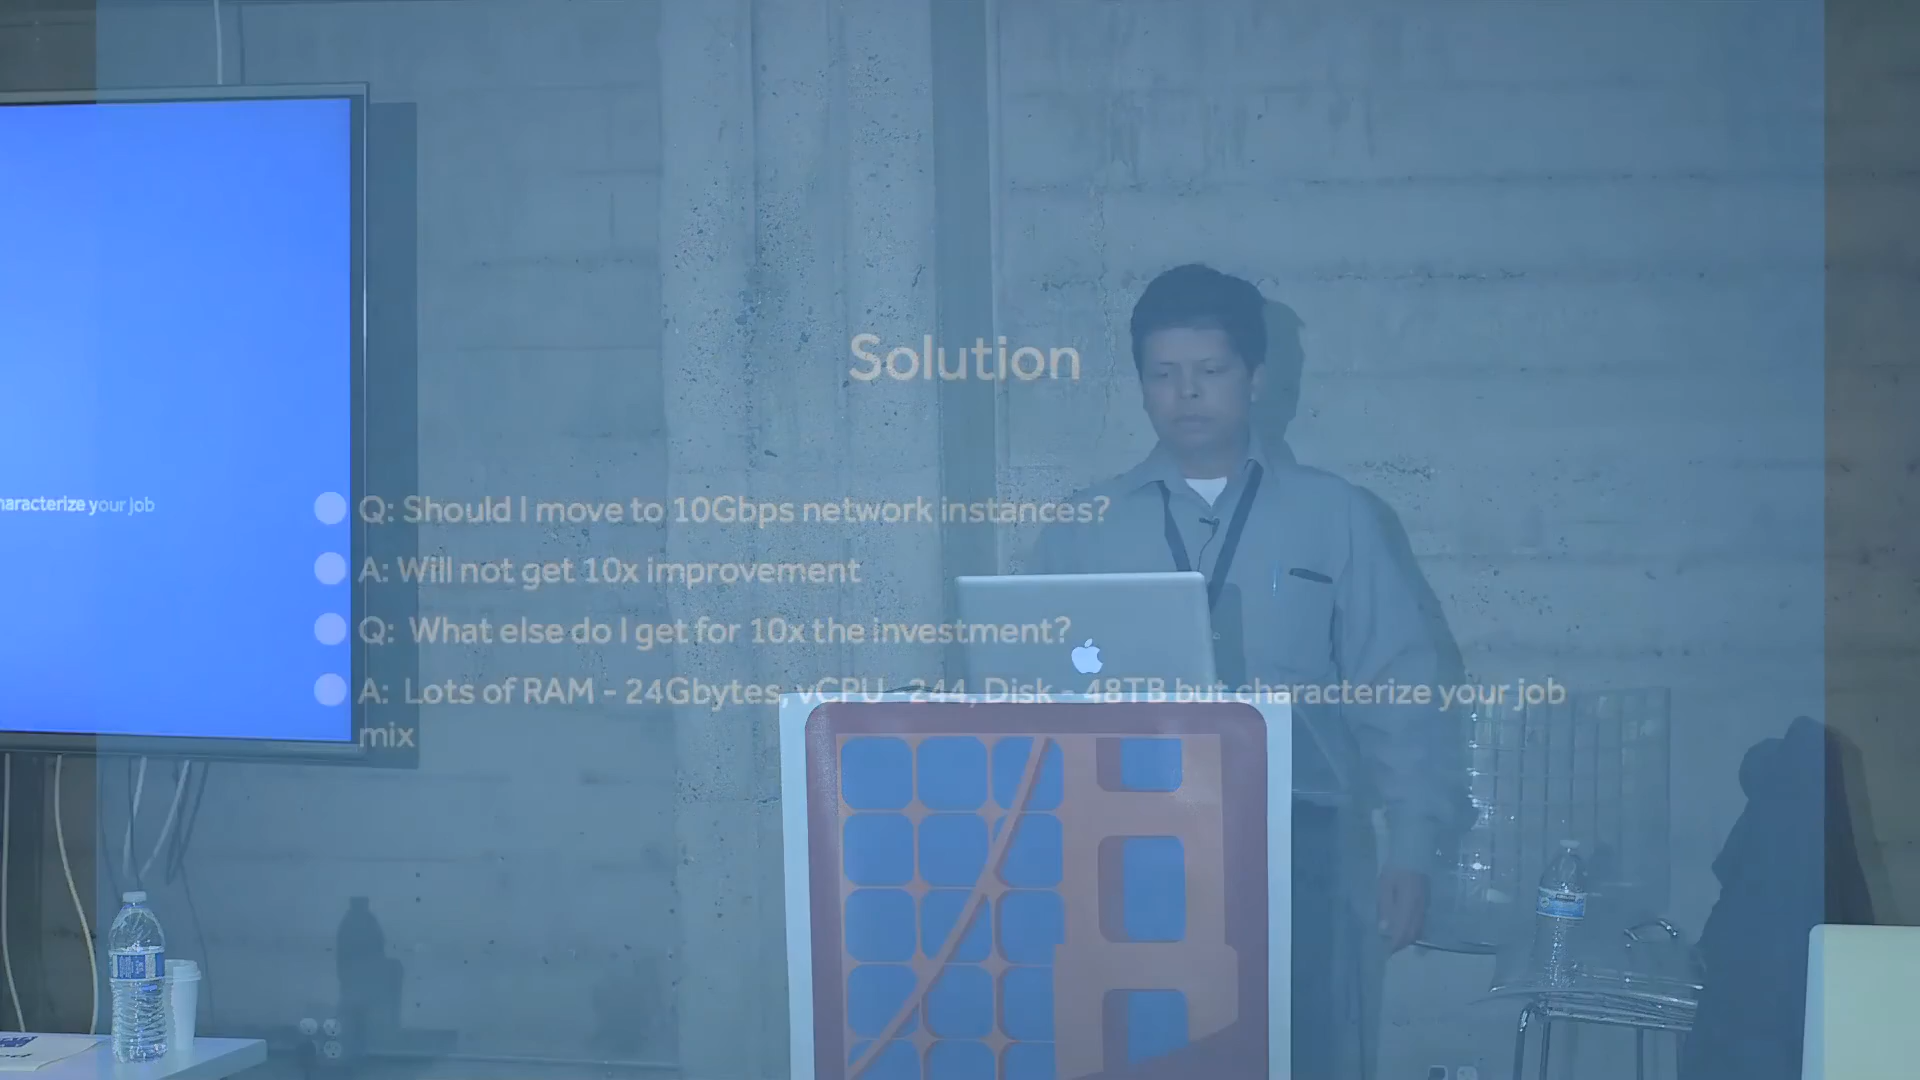 Solution
haracterize your job
Q: Should I move to 10Gbps network instances?
A: Will not get 10x improvement
Q: What else do I get for 10x the investment?
A: Lots of RAM - 24Gbytes, vCPU -244, Disk - 48TB but characterize your job
mix